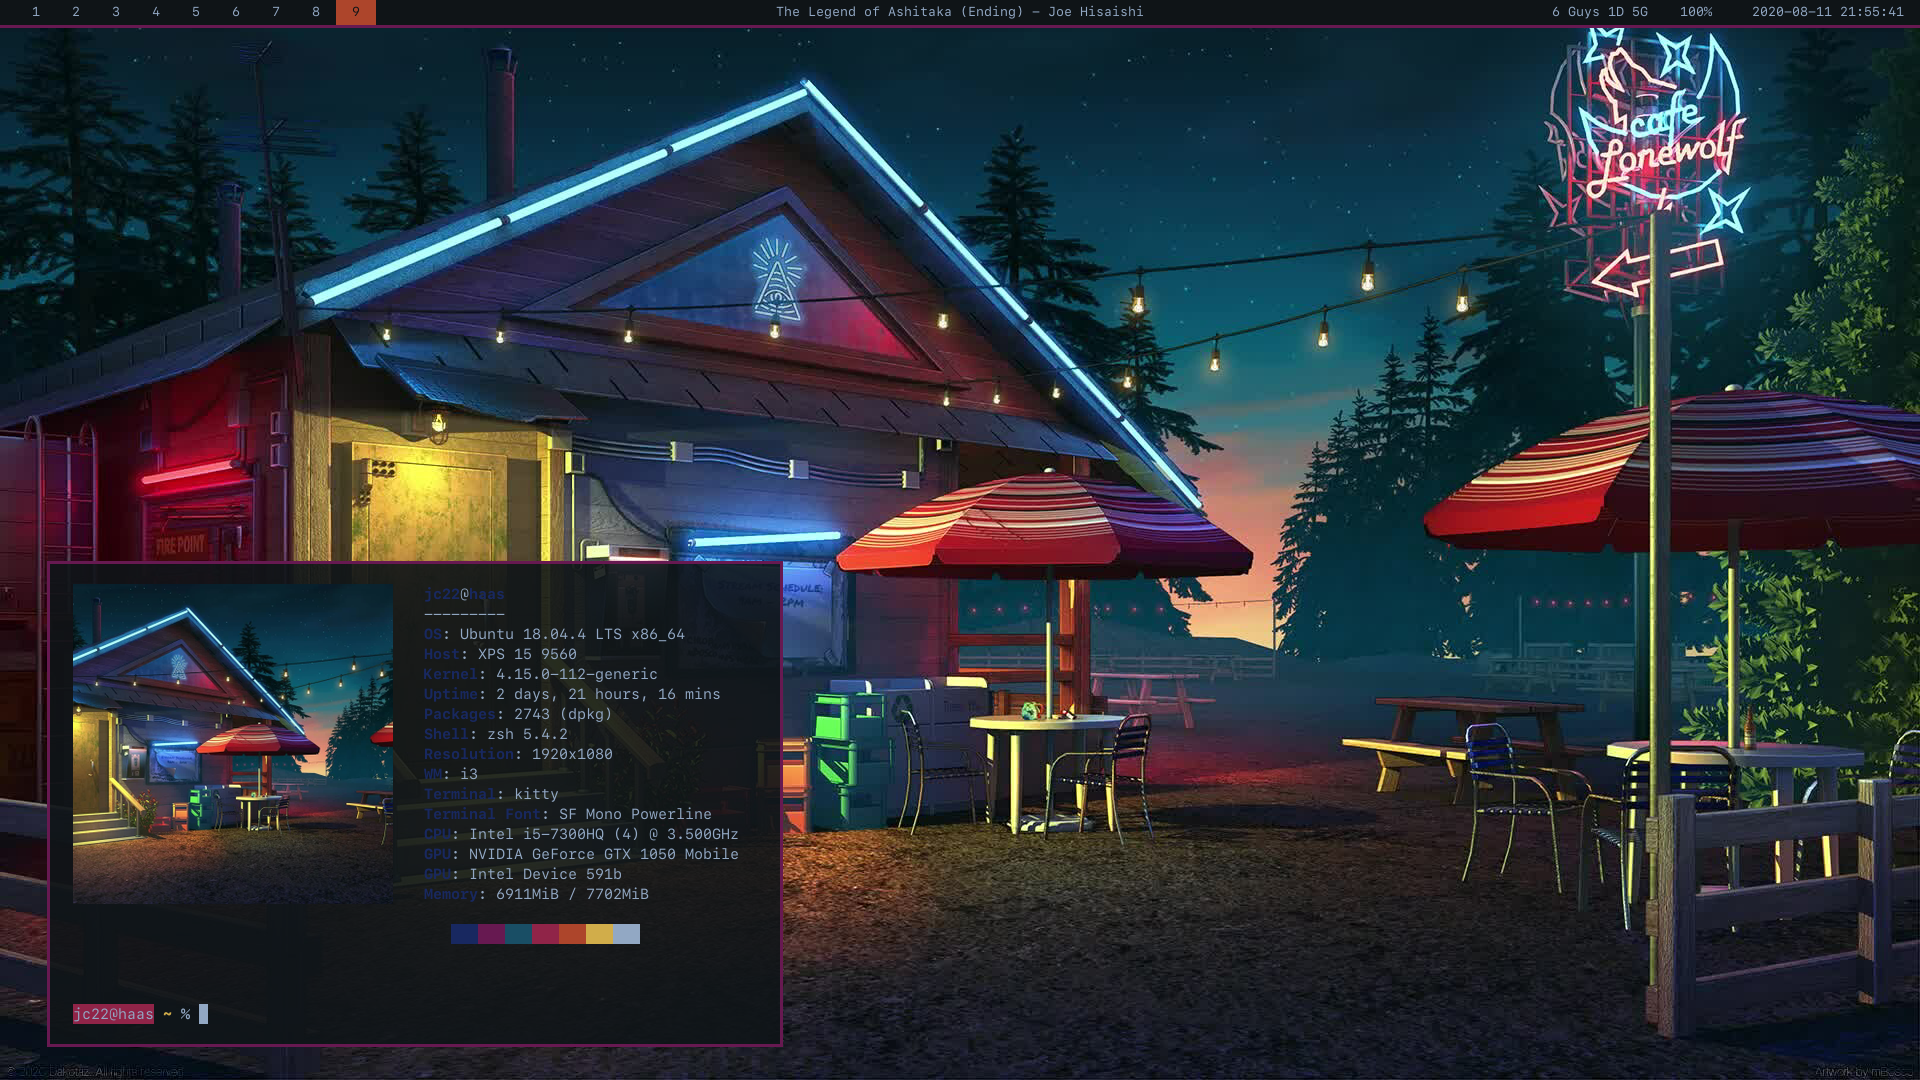 1 2 3 4 5 6 7 8 9
The Legend of Ashitaka (Ending) – Joe Hisaishi
6 Guys 1D 5G 100% 2020-08-11 21:55:41
cafe
Lonewolf
FIRE POINT
SCHEDULE:
2PM
jc22@haas
---------
OS: Ubuntu 18.04.4 LTS x86_64
Host: XPS 15 9560
Kernel: 4.15.0-112-generic
Uptime: 2 days, 21 hours, 16 mins
Packages: 2743 (dpkg)
Shell: zsh 5.4.2
Resolution: 1920x1080
WM: i3
Terminal: kitty
Terminal Font: SF Mono Powerline
CPU: Intel i5-7300HQ (4) @ 3.500GHz
GPU: NVIDIA GeForce GTX 1050 Mobile
GPU: Intel Device 591b
Memory: 6911MiB / 7702MiB
jc22@haas ~ %
Dakotaz. All rights reserved
Artwork by